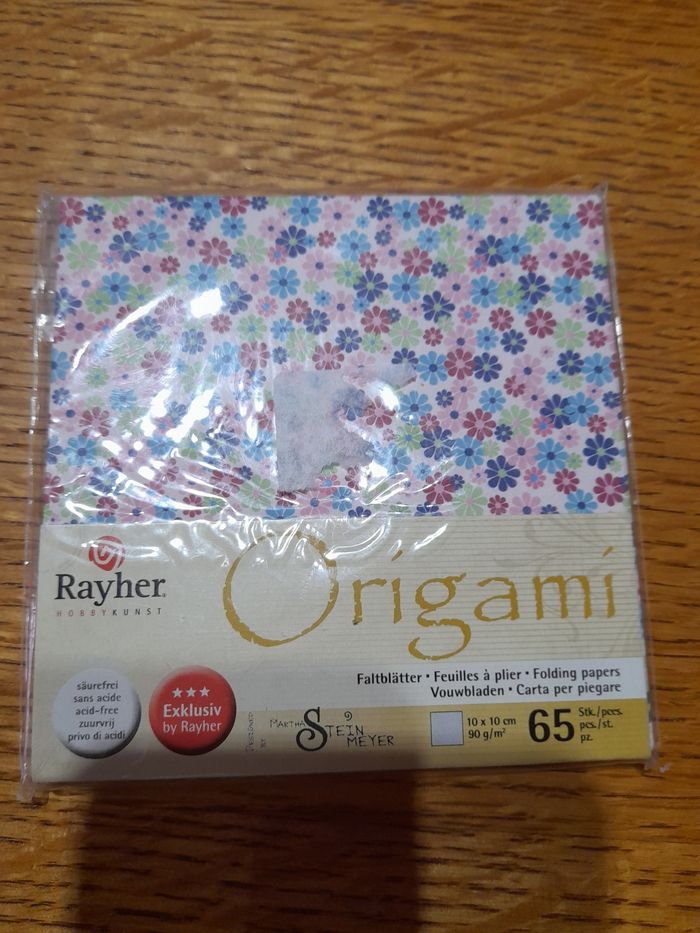 Rayher®
HOBBYKUNST
Origami
Faltblätter · Feuilles à plier · Folding papers
Vouwbladen · Carta per piegare
säurefrei
sans acide
acid-free
zuurvrij
privo di acidi
★★★
Exklusiv
by Rayher
DESIGNED
BY
MARTHA
STEIN
MEYER
10 x 10 cm
90 g/m²
65
Stk./pces.
pcs./st.
pz.